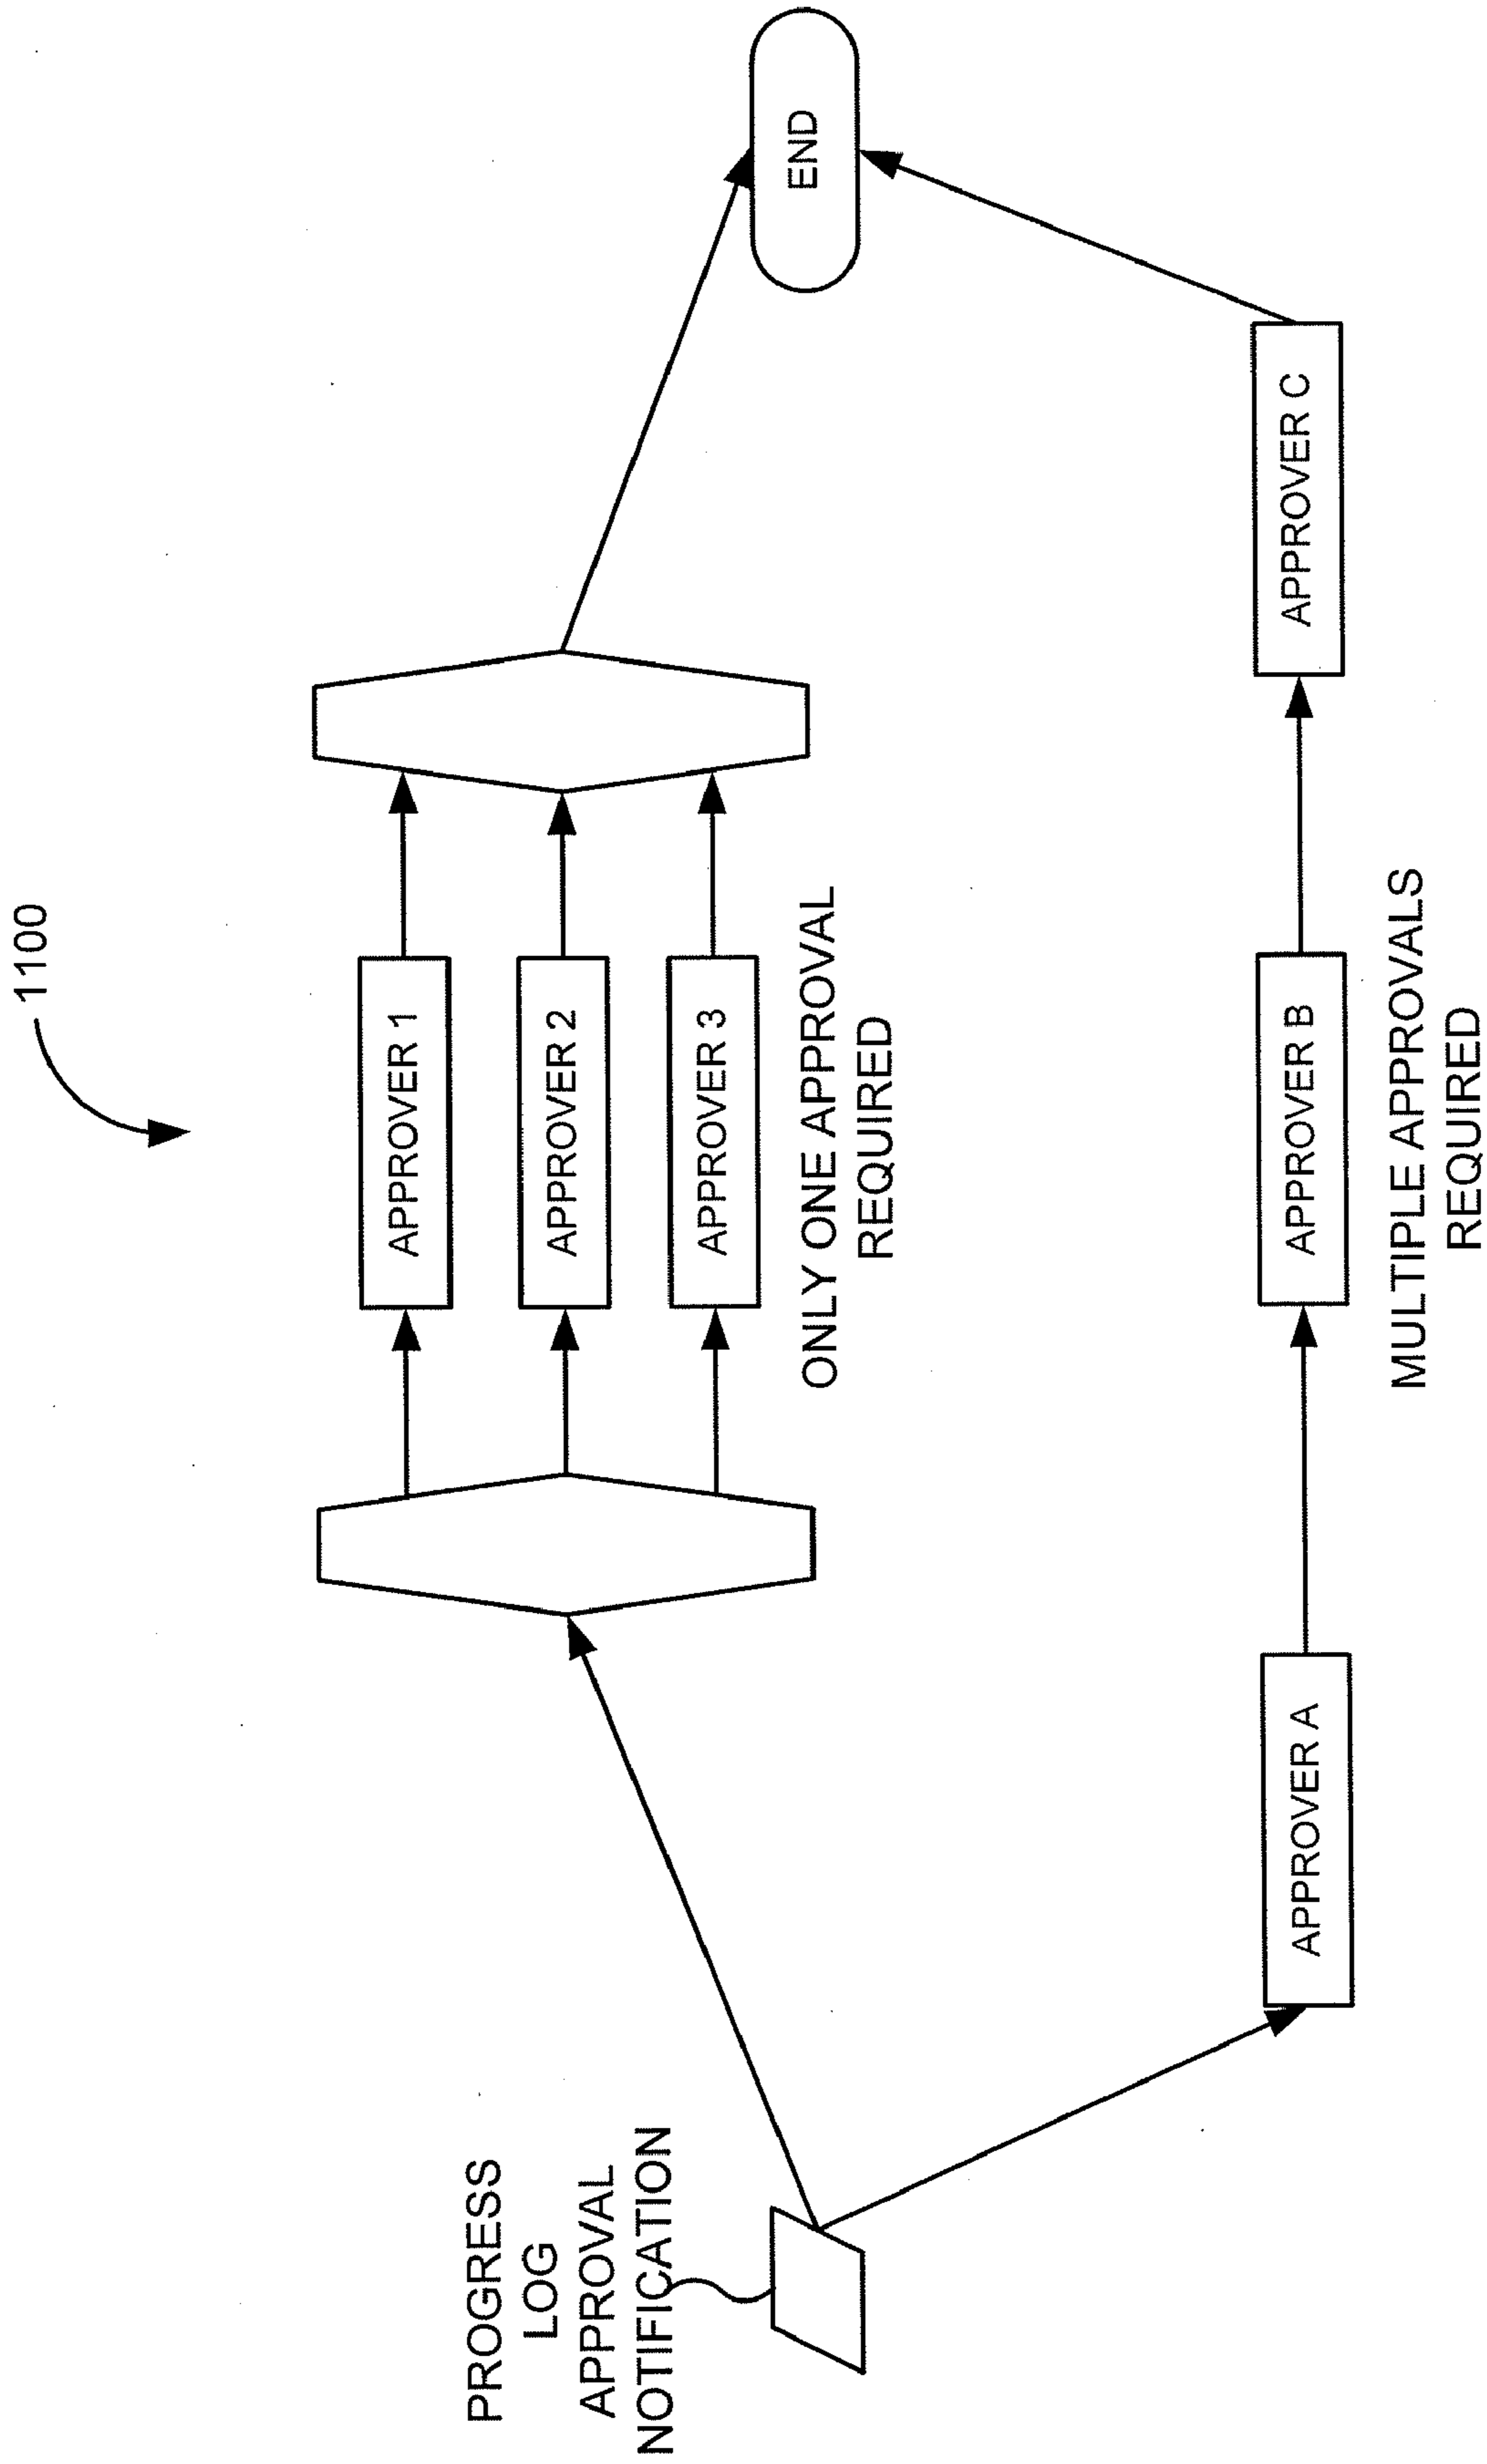 1100
PROGRESS
LOG
APPROVAL
NOTIFICATION
APPROVER 1
APPROVER 2
APPROVER 3
ONLY ONE APPROVAL
REQUIRED
END
APPROVER A
APPROVER B
APPROVER C
MULTIPLE APPROVALS
REQUIRED